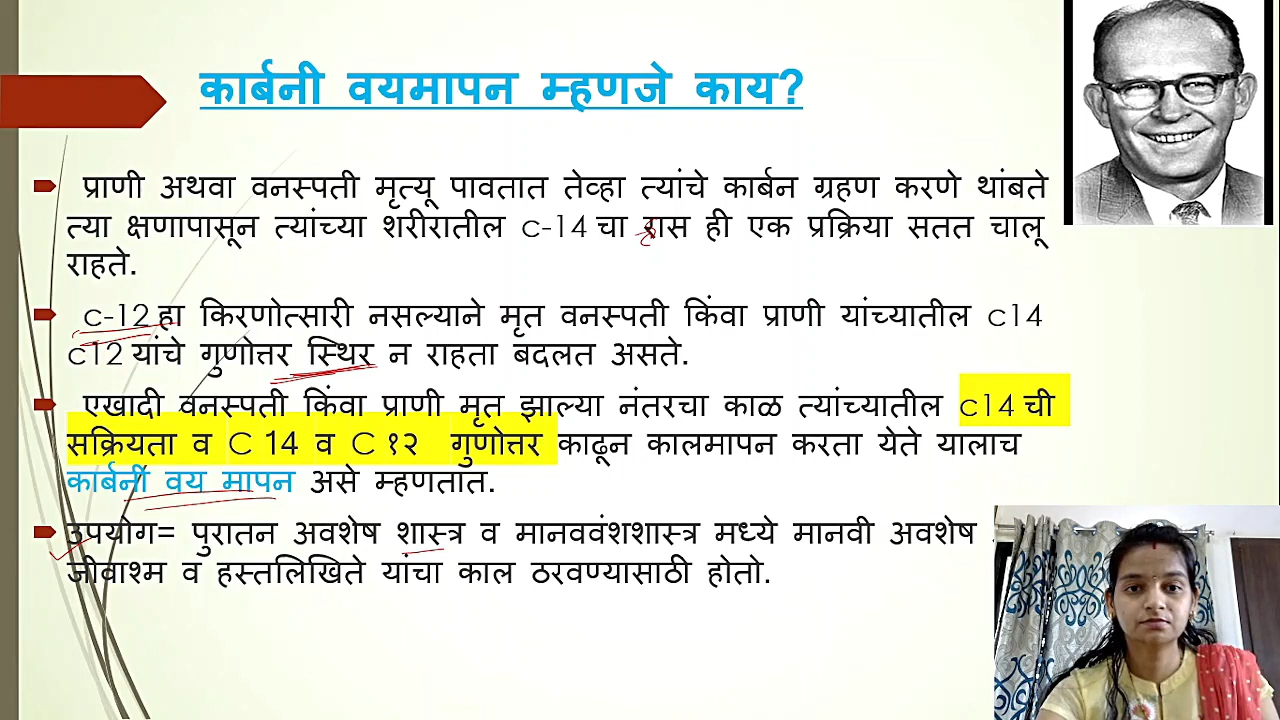 कार्बनी वयमापन म्हणजे काय?
प्राणी अथवा वनस्पती मृत्यू पावतात तेव्हा त्यांचे कार्बन ग्रहण करणे थांबते
त्या क्षणापासून त्यांच्या शरीरातील c-14 चा ही एक प्रक्रिया सतत चालू
राहते.
c-12 हा किरणोत्सारी नसल्याने मृत वनस्पती किंवा प्राणी यांच्यातील c14
c12 यांचे गुणोत्तर स्थिर न राहता बदलत असते.
एखादी वनस्पती किंवा प्राणी मृत झाल्या नंतरचा काळ त्यांच्यातील c14 ची
सक्रियता व C 14 व C १२ गुणोत्तर काढून कालमापन करता येते यालाच
कार्बनी वय मापन असे म्हणतात.
उपयोग= पुरातन अवशेष शास्त्र व मानववंशशास्त्र मध्ये मानवी अवशेष
जीवाश्म व हस्तलिखिते यांचा काल ठरवण्यासाठी होतो.